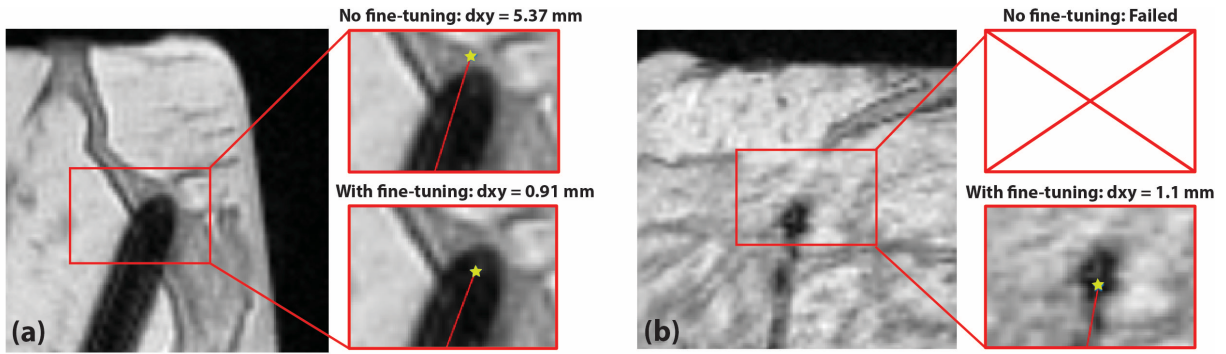 No fine-tuning: dxy = 5.37 mm
With fine-tuning: dxy = 0.91 mm
(a)
No fine-tuning: Failed
With fine-tuning: dxy = 1.1 mm
(b)